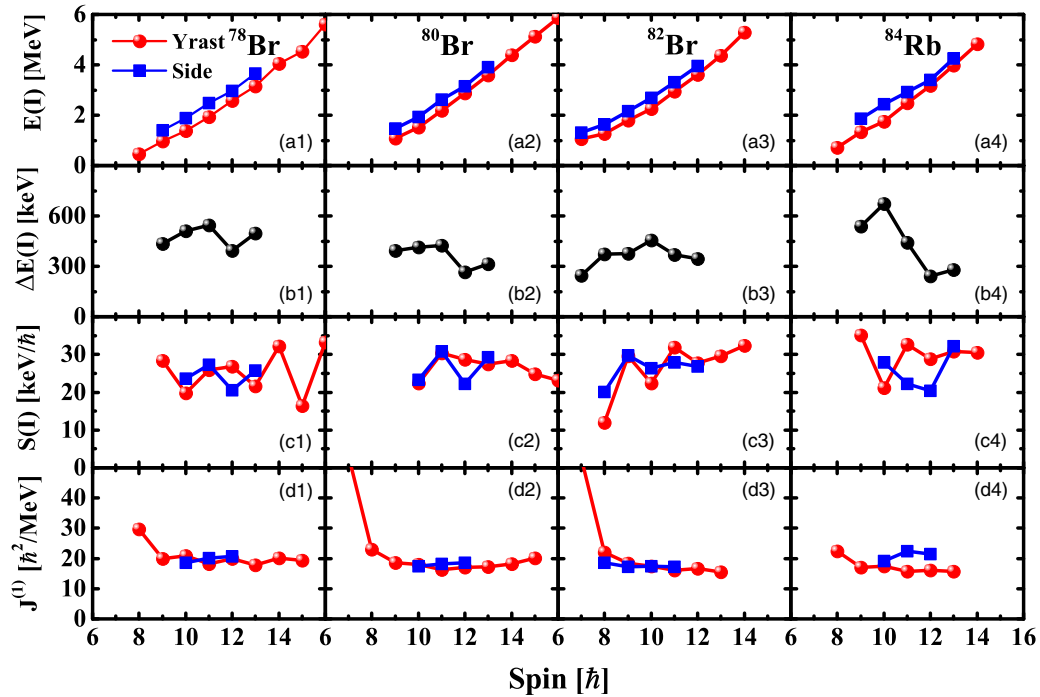 E(I) [MeV]
6
4
2
0
Yrast
Side
⁷⁸Br
(a1)
⁸⁰Br
(a2)
⁸²Br
(a3)
⁸⁴Rb
(a4)
ΔE(I) [keV]
600
300
0
(b1)
(b2)
(b3)
(b4)
S(I) [keV/ħ]
30
20
10
0
(c1)
(c2)
(c3)
(c4)
J⁽¹⁾ [ħ²/MeV]
40
30
20
10
0
(d1)
(d2)
(d3)
(d4)
6 8 10 12 14 6 8 10 12 14 6 8 10 12 14 6 8 10 12 14 16
Spin [ħ]